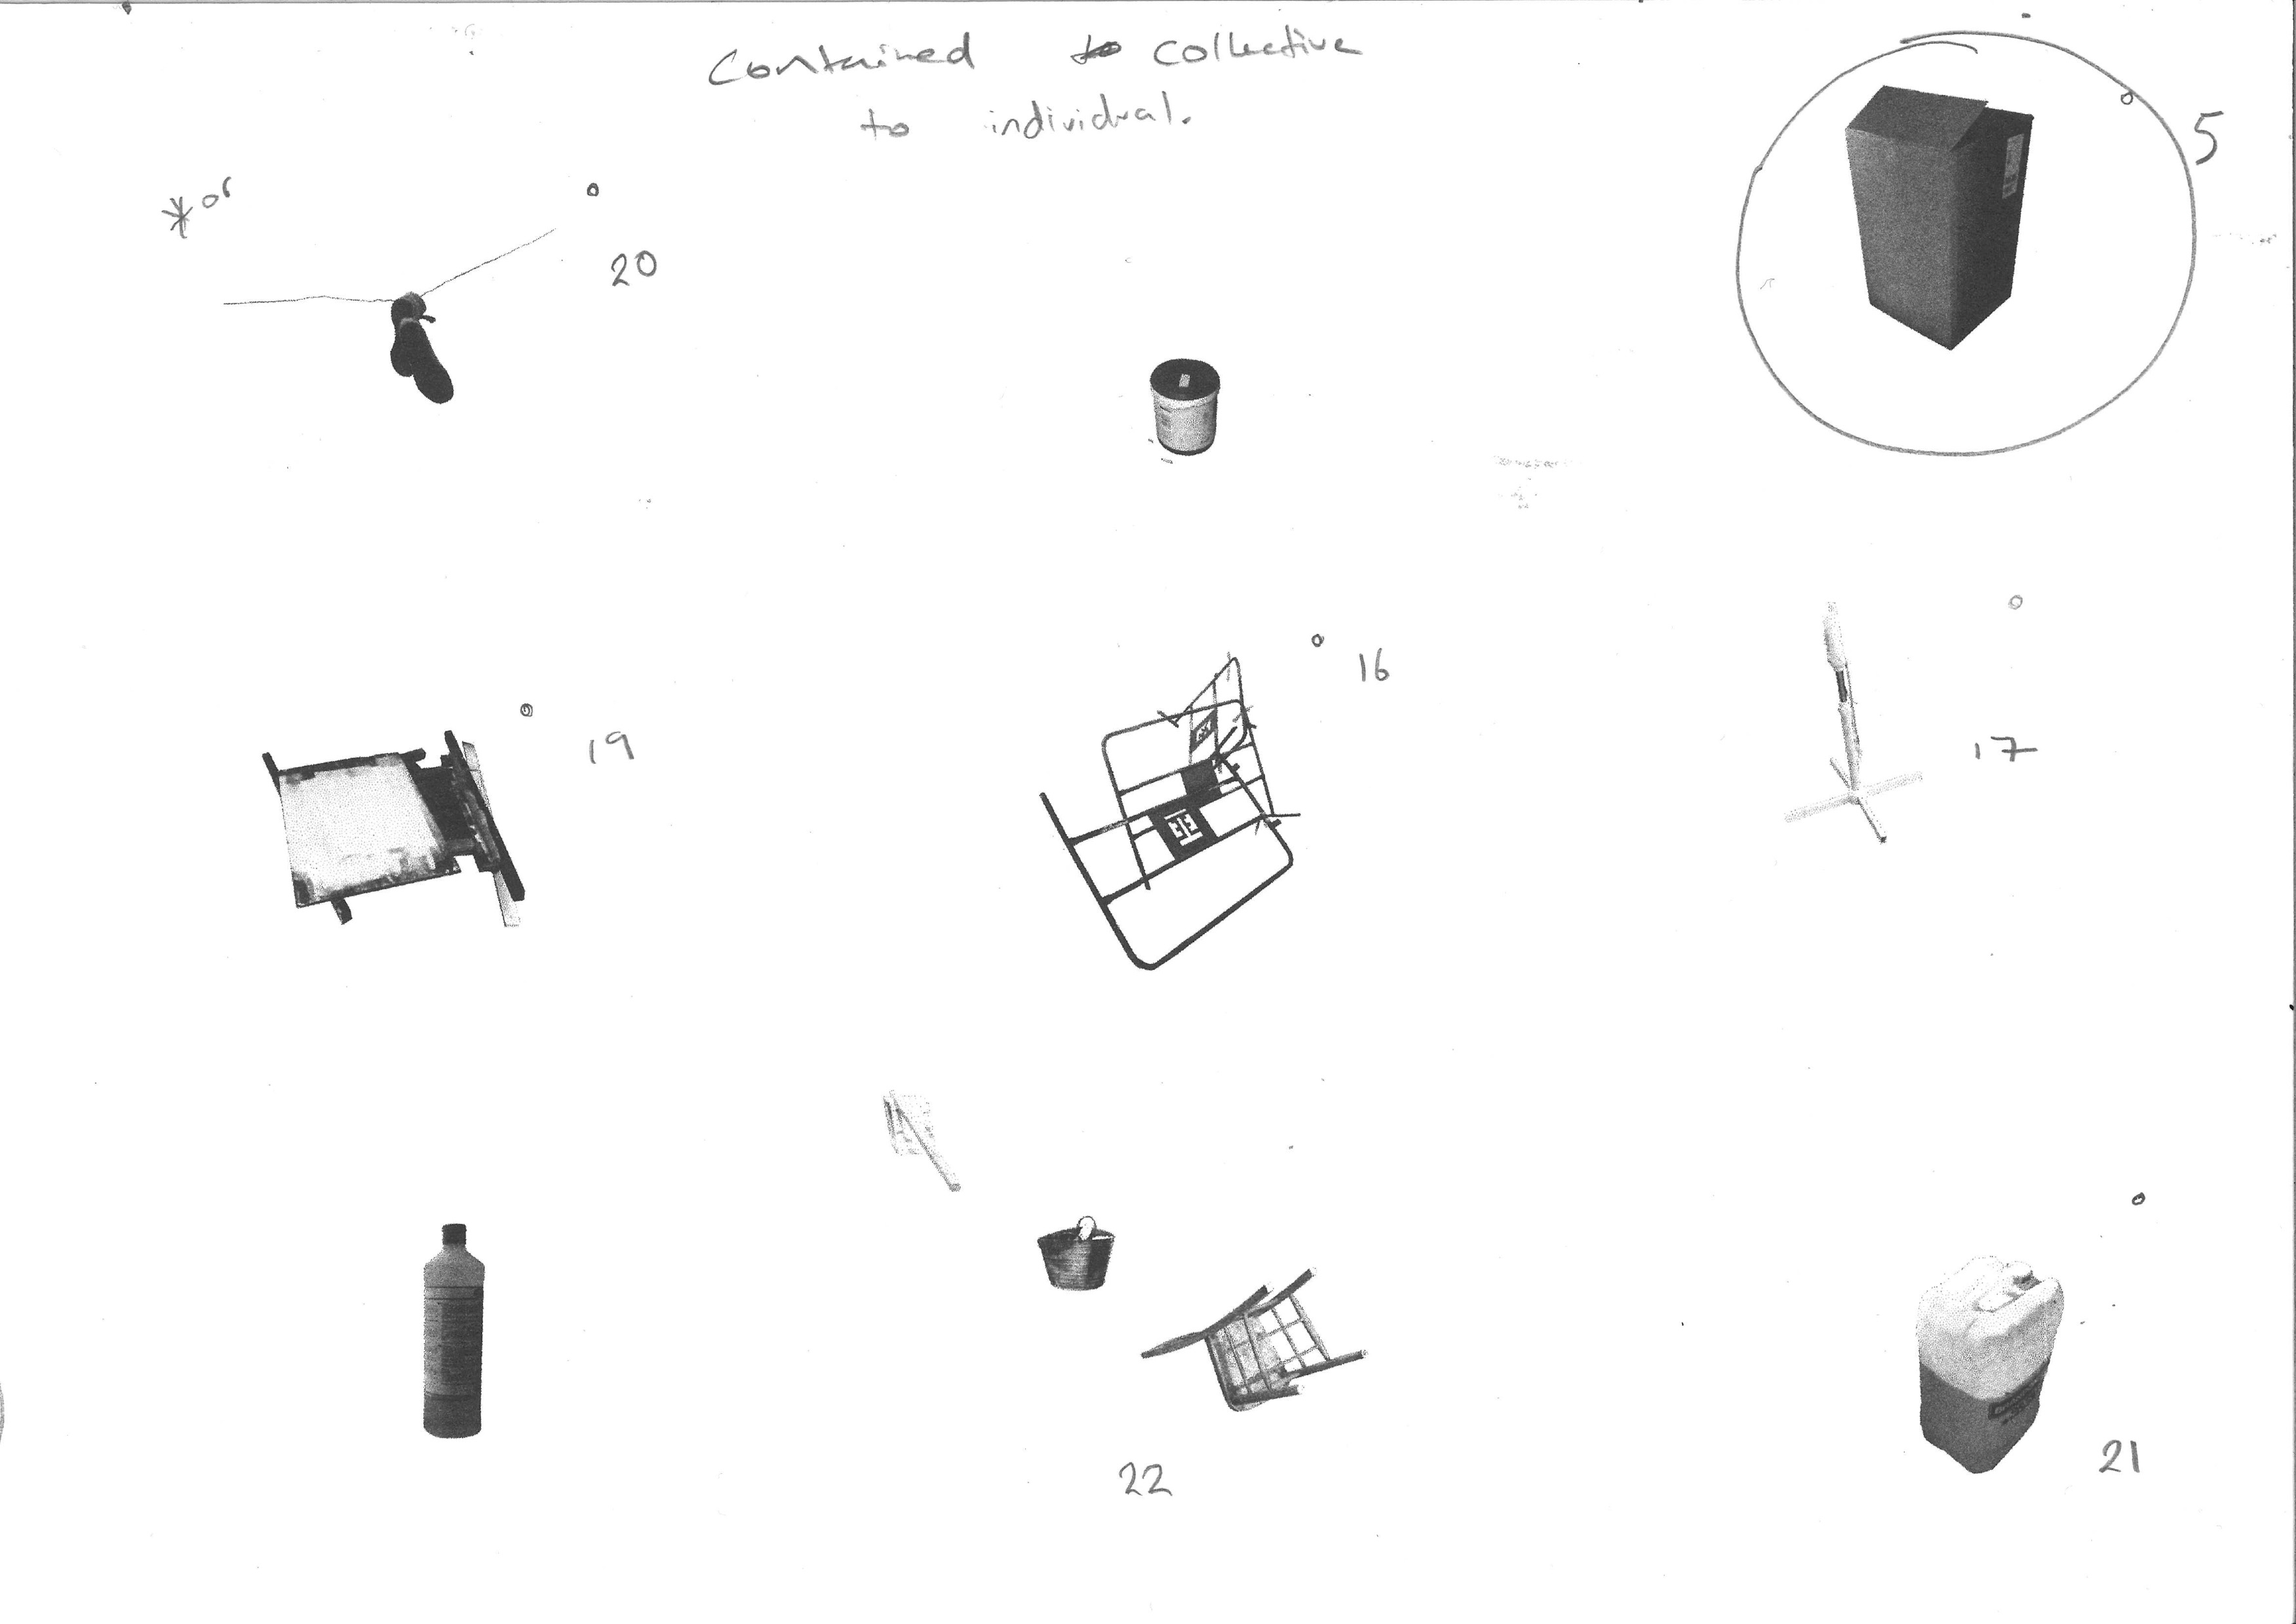 Contained to collective
to individual.
5
* or
20
16
19
17
22
21